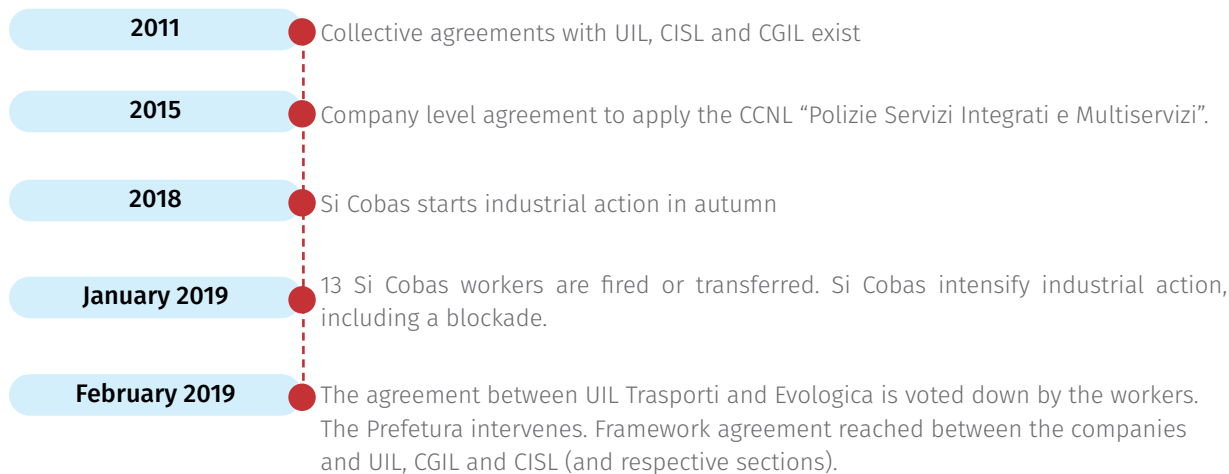 2011
Collective agreements with UIL, CISL and CGIL exist
2015
Company level agreement to apply the CCNL “Polizie Servizi Integrati e Multiservizi”.
2018
Si Cobas starts industrial action in autumn
January 2019
13 Si Cobas workers are fired or transferred. Si Cobas intensify industrial action,
including a blockade.
February 2019
The agreement between UIL Trasporti and Evologica is voted down by the workers.
The Prefetura intervenes. Framework agreement reached between the companies
and UIL, CGIL and CISL (and respective sections).